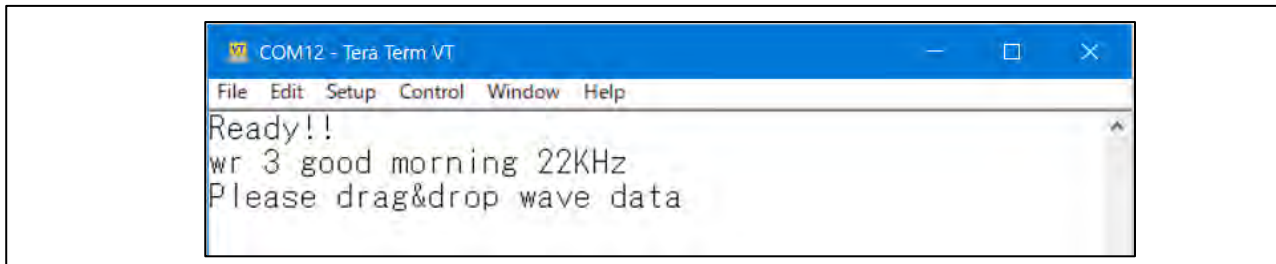 COM12 - Tera Term VT
File Edit Setup Control Window Help
Ready!!
wr 3 good morning 22KHz
Please drag&drop wave data